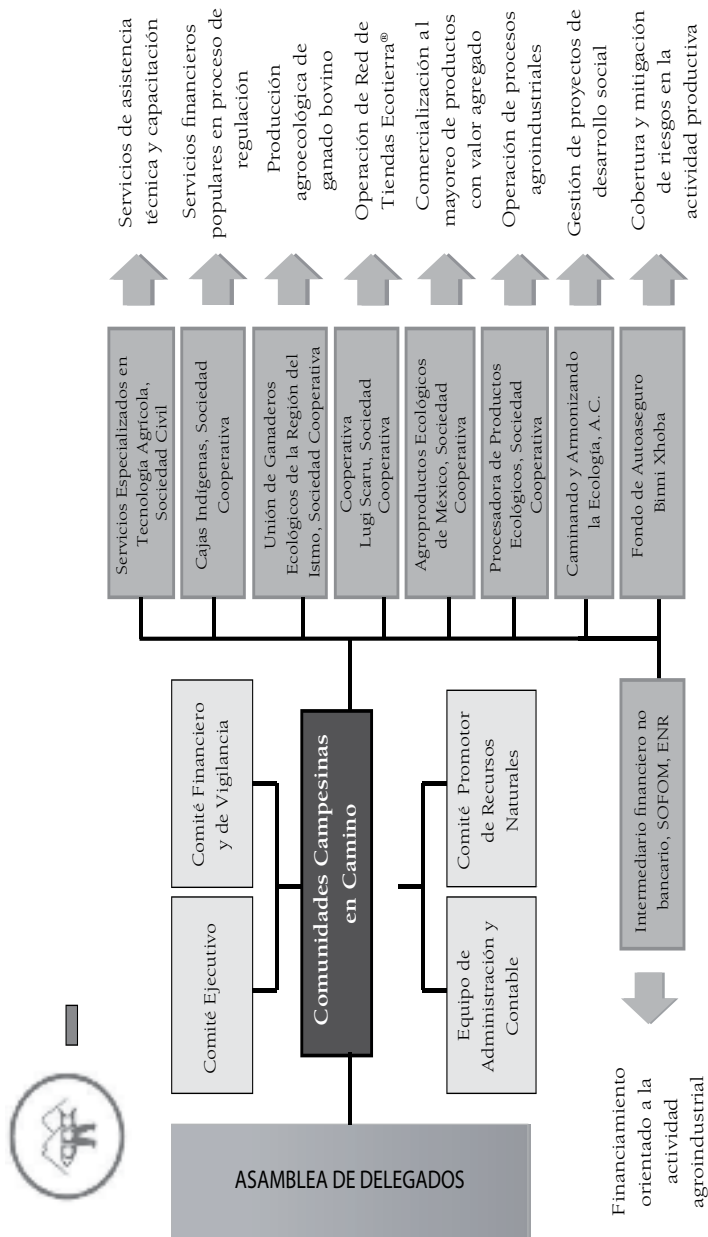 ASAMBLEA DE DELEGADOS
Comité Ejecutivo
Comité Financiero
y de Vigilancia
Comunidades Campesinas
en Camino
Equipo de
Administración y
Contable
Comité Promotor
de Recursos
Naturales
Servicios Especializados en
Tecnología Agrícola,
Sociedad Civil
Servicios de asistencia
técnica y capacitación
Cajas Indígenas, Sociedad
Cooperativa
Servicios financieros
populares en proceso de
regulación
Unión de Ganaderos
Ecológicos de la Región del
Istmo, Sociedad Cooperativa
Producción
agroecológica de
ganado bovino
Cooperativa
Lugi Scaru, Sociedad
Cooperativa
Operación de Red de
Tiendas Ecotierra®
Agroproductos Ecológicos
de México, Sociedad
Cooperativa
Comercialización al
mayoreo de productos
con valor agregado
Procesadora de Productos
Ecológicos, Sociedad
Cooperativa
Operación de procesos
agroindustriales
Caminando y Armonizando
la Ecología, A.C.
Gestión de proyectos de
desarrollo social
Fondo de Autoaseguro
Binni Xhoba
Cobertura y mitigación
de riesgos en la
actividad productiva
Intermediario financiero no
bancario, SOFOM, ENR
Financiamiento
orientado a la
actividad
agroindustrial